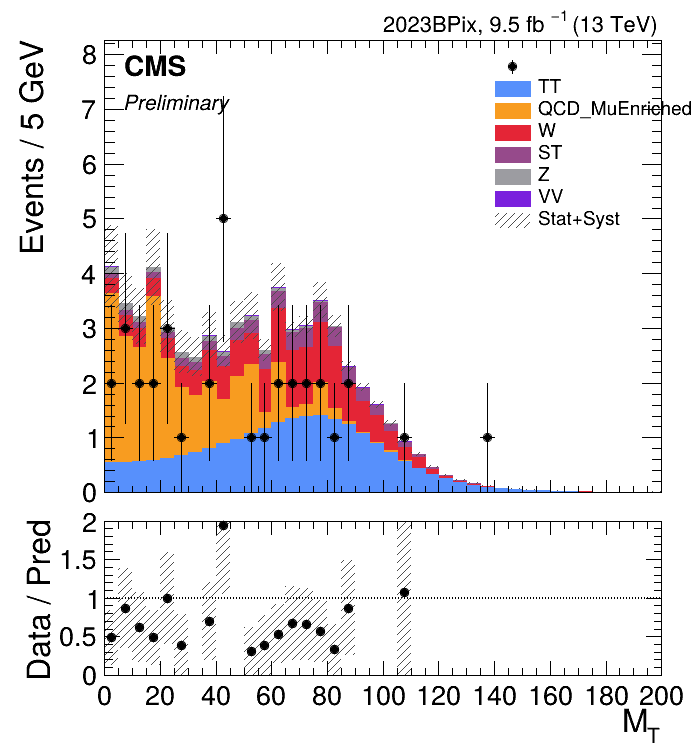 2023BPix, 9.5 fb⁻¹ (13 TeV)
CMS
Preliminary
TT
QCD_MuEnriched
W
ST
Z
VV
Stat+Syst
Events / 5 GeV
8
7
6
5
4
3
2
1
0
Data / Pred
2
1.5
1
0.5
0
0 20 40 60 80 100 120 140 160 180 200
M_T